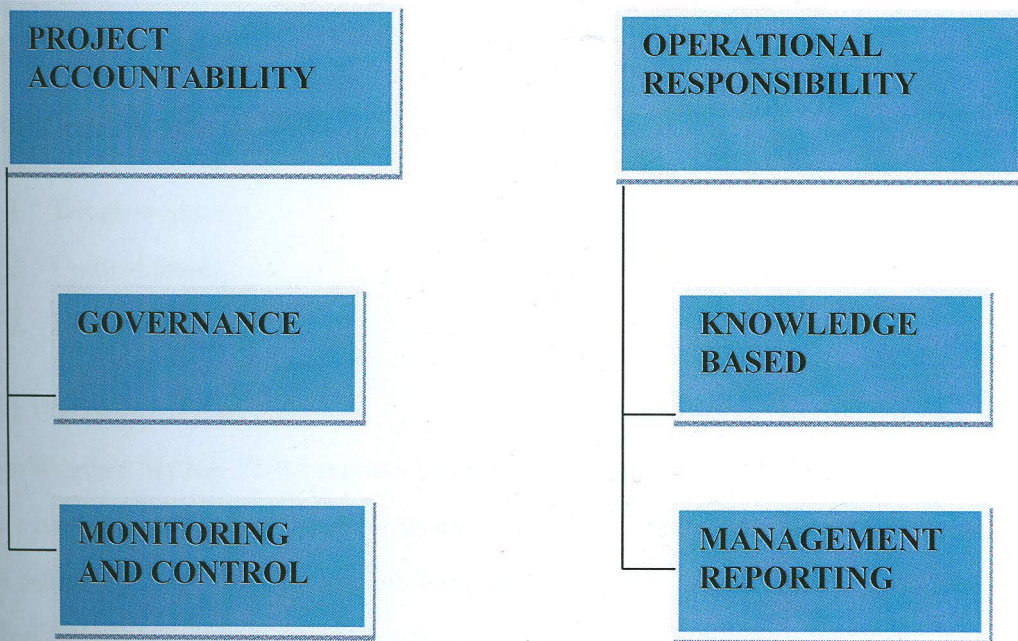 PROJECT
ACCOUNTABILITY
GOVERNANCE
MONITORING
AND CONTROL
OPERATIONAL
RESPONSIBILITY
KNOWLEDGE
BASED
MANAGEMENT
REPORTING